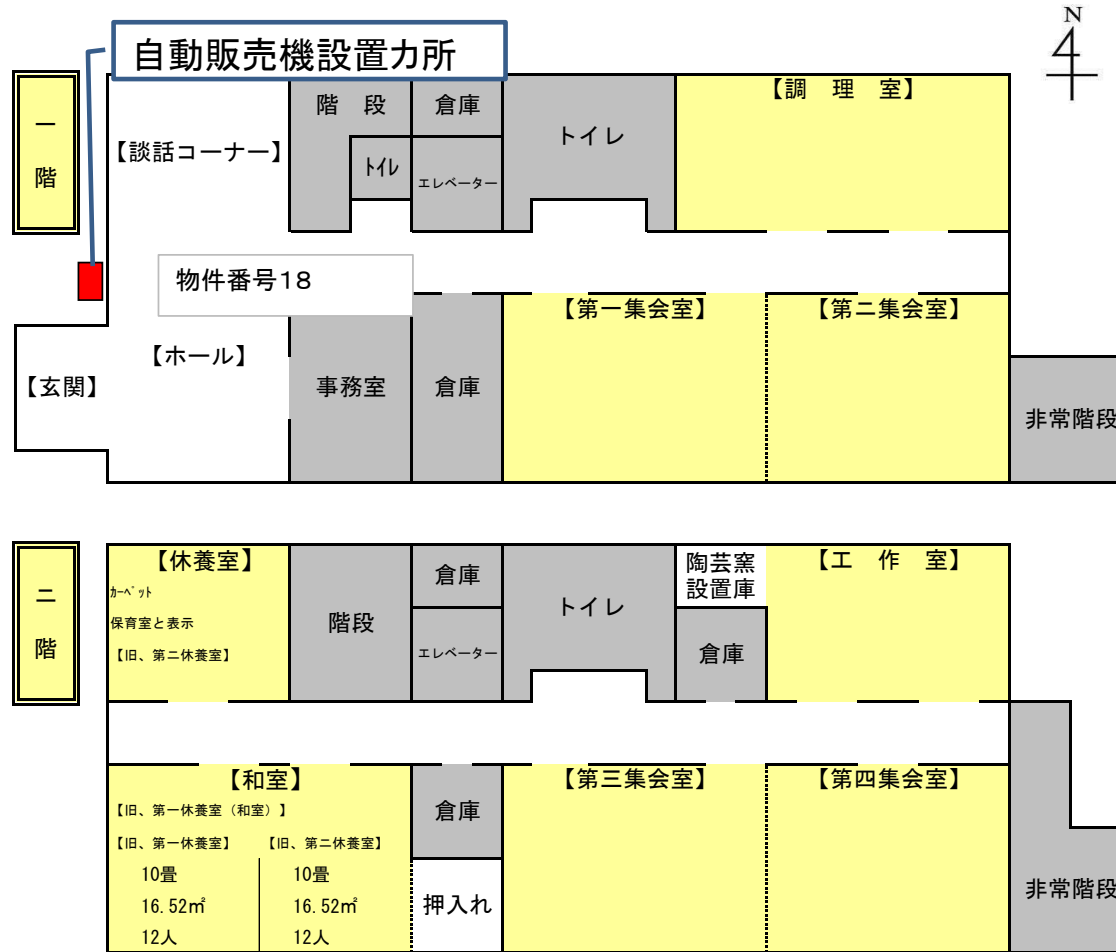 N
自動販売機設置カ所
一
階
階　段
倉庫
トイレ
【調　理　室】
【談話コーナー】
ﾄｲﾚ
エレベーター
物件番号18
【第一集会室】
【第二集会室】
【ホール】
【玄関】
事務室
倉庫
非常階段
二
階
【休養室】
ｶｰﾍﾟｯﾄ
保育室と表示
【旧、第二休養室】
階段
倉庫
エレベーター
トイレ
陶芸窯
設置庫
倉庫
【工　作　室】
【和室】
【旧、第一休養室（和室）】
【旧、第一休養室】
【旧、第二休養室】
10畳
10畳
16.52㎡
16.52㎡
12人
12人
倉庫
押入れ
【第三集会室】
【第四集会室】
非常階段